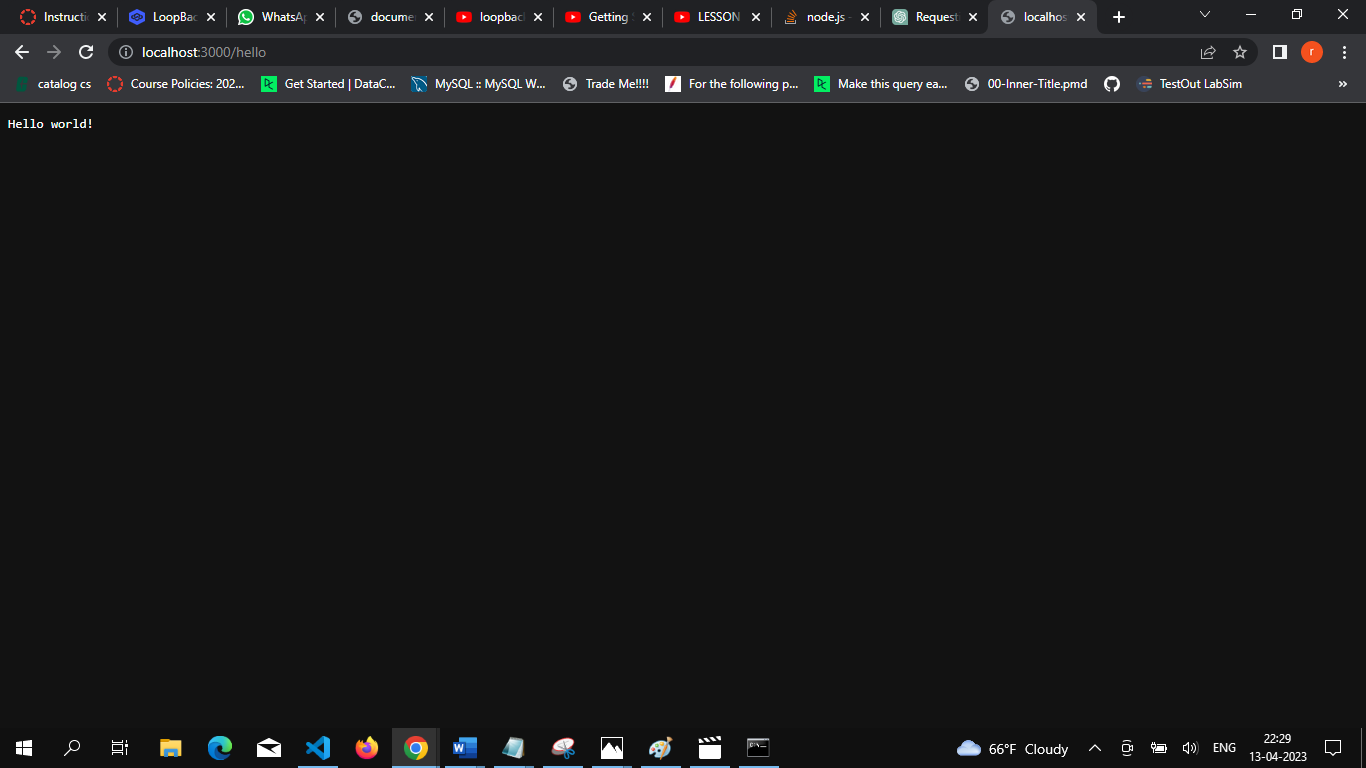 Instructi LoopBac WhatsAp docume loopbac Getting LESSON node.js - Request localhos
localhost:3000/hello r
catalog cs Course Policies: 202... Get Started | DataC... MySQL :: MySQL W... Trade Me!!!! For the following p... Make this query ea... 00-Inner-Title.pmd TestOut LabSim »
Hello world!
66°F Cloudy ENG 22:29
13-04-2023